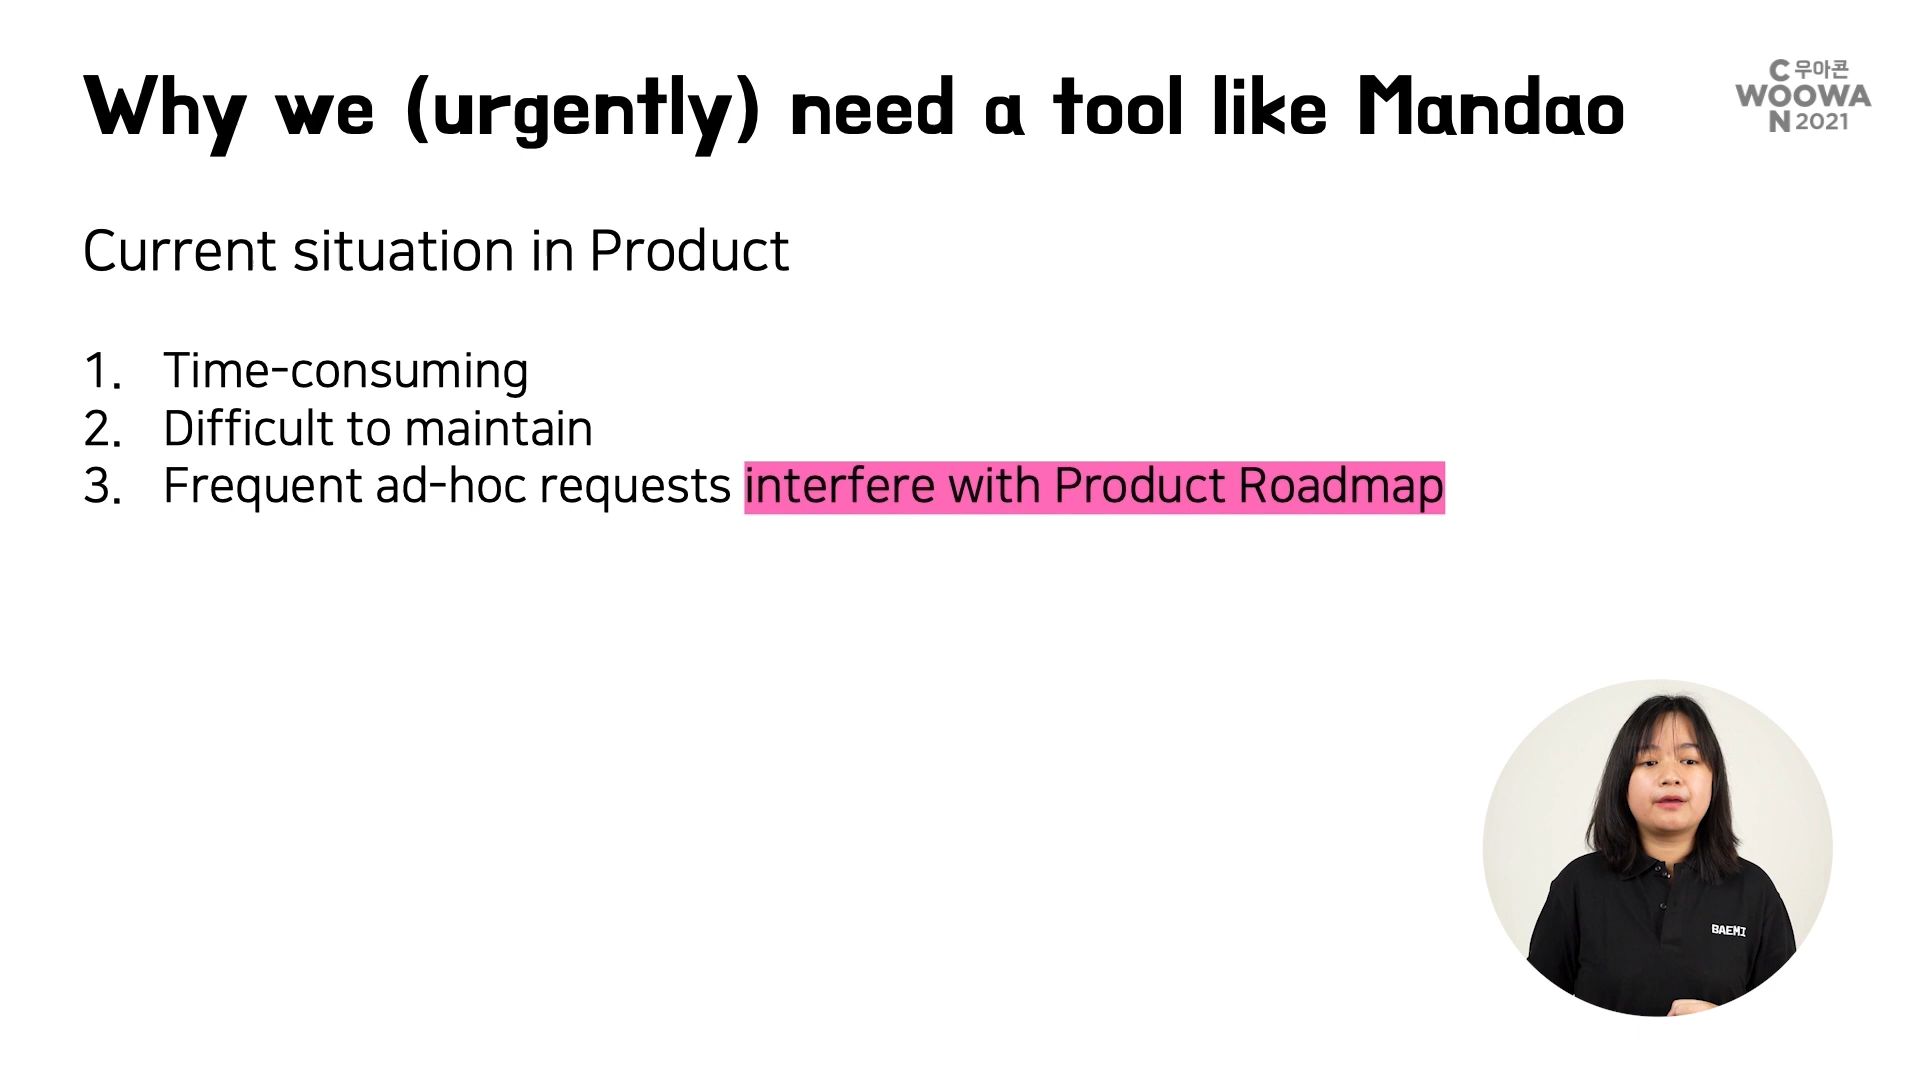 Why we (urgently) need a tool like Mandao
C 우아콘
WOOWA
N 2021
Current situation in Product
1. Time-consuming
2. Difficult to maintain
3. Frequent ad-hoc requests interfere with Product Roadmap
BAEMI